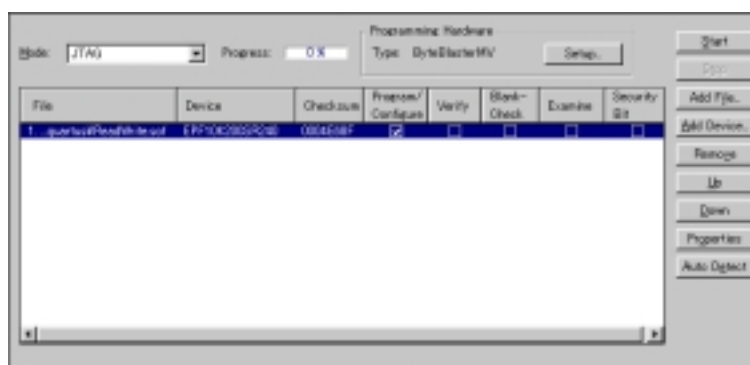 Programming Hardware
Mode: JTAG Progress: 0 % Type: ByteBlasterMV Setup...
Start
Stop
Add File...
Add Device...
Remove
Up
Down
Properties
Auto Detect
File Device Checksum Program/Configure Verify Blank-Check Examine Security Bit